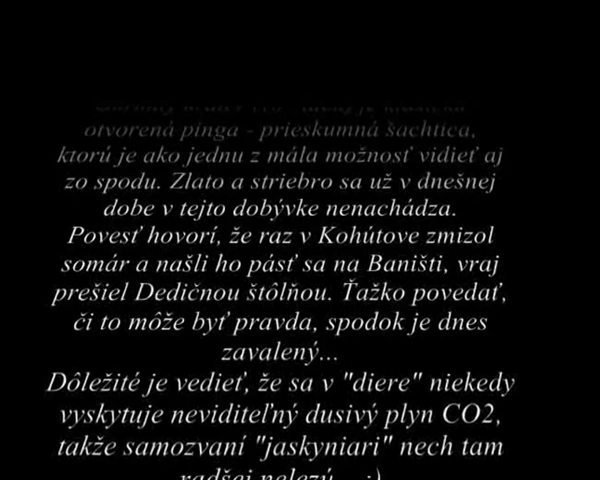 otvorená pinga - prieskumná šachtica,
ktorú je ako jednu z mála možnosť vidieť aj
zo spodu. Zlato a striebro sa už v dnešnej
dobe v tejto dobývke nenachádza.
Povesť hovorí, že raz v Kohútove zmizol
somár a našli ho pásť sa na Baništi, vraj
prešiel Dedičnou štôlňou. Ťažko povedať,
či to môže byť pravda, spodok je dnes
zavalený...
Dôležité je vedieť, že sa v "diere" niekedy
vyskytuje neviditeľný dusivý plyn CO2,
takže samozvaní "jaskyniari" nech tam
radšej nelezú... :)